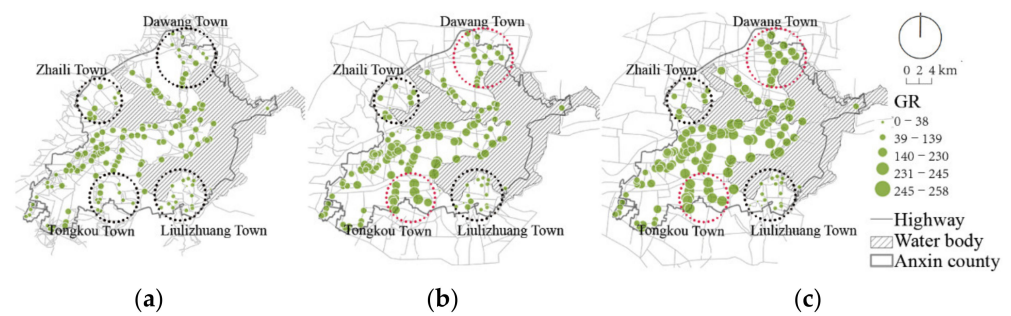 Dawang Town
Zhaili Town
Tongkou Town
Liulizhuang Town
(a)
Dawang Town
Zhaili Town
Tongkou Town
Liulizhuang Town
(b)
Dawang Town
Zhaili Town
Tongkou Town
Liulizhuang Town
(c)
0 2 4 km
GR
0 – 38
39 – 139
140 – 230
231 – 245
245 – 258
Highway
Water body
Anxin county